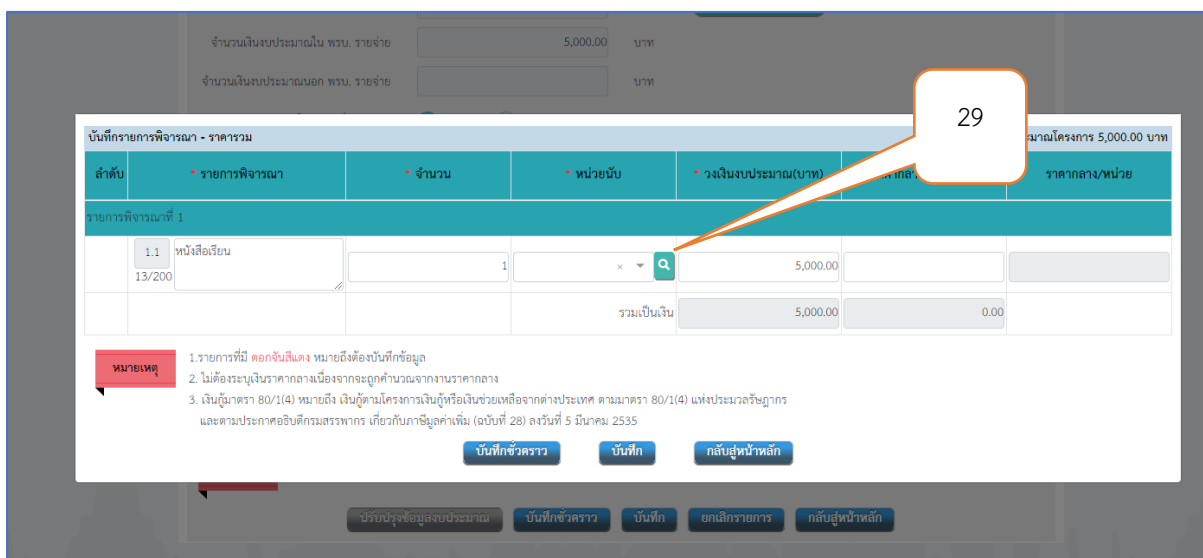 จำนวนเงินงบประมาณใน พรบ. รายจ่าย 5,000.00 บาท
จำนวนเงินงบประมาณนอก พรบ. รายจ่าย บาท
29
บันทึกรายการพิจารณา - ราคารวม มาณโครงการ 5,000.00 บาท
ลำดับ * รายการพิจารณา * จำนวน * หน่วยนับ * วงเงินงบประมาณ(บาท) ราคากลาง/หน่วย
รายการพิจารณาที่ 1
1.1 หนังสือเรียน 1 × 5,000.00
13/200
รวมเป็นเงิน 5,000.00 0.00
หมายเหตุ
1.รายการที่มี ดอกจันสีแดง หมายถึงต้องบันทึกข้อมูล
2. ไม่ต้องระบุเงินราคากลางเนื่องจากจะถูกคำนวณจากงานราคากลาง
3. เงินกู้มาตรา 80/1(4) หมายถึง เงินกู้ตามโครงการเงินกู้หรือเงินช่วยเหลือจากต่างประเทศ ตามมาตรา 80/1(4) แห่งประมวลรัษฎากร
และตามประกาศอธิบดีกรมสรรพากร เกี่ยวกับภาษีมูลค่าเพิ่ม (ฉบับที่ 28) ลงวันที่ 5 มีนาคม 2535
บันทึกชั่วคราว บันทึก กลับสู่หน้าหลัก
ปรับปรุงข้อมูลงบประมาณ บันทึกชั่วคราว บันทึก ยกเลิกรายการ กลับสู่หน้าหลัก